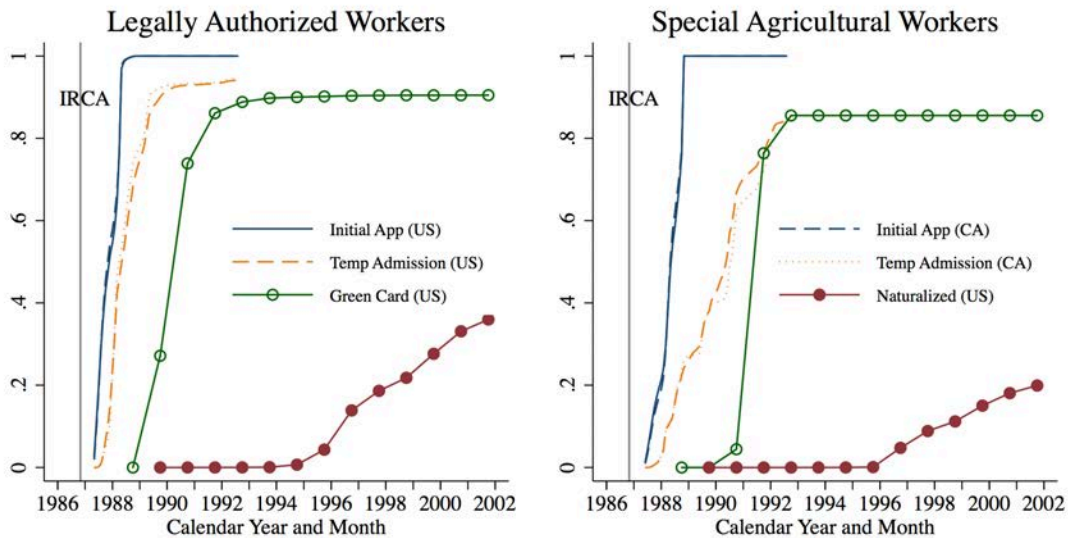 Legally Authorized Workers
IRCA
0
.2
.4
.6
.8
1
Initial App (US)
Temp Admission (US)
Green Card (US)
1986 1988 1990 1992 1994 1996 1998 2000 2002
Calendar Year and Month
Special Agricultural Workers
IRCA
0
.2
.4
.6
.8
1
Initial App (CA)
Temp Admission (CA)
Naturalized (US)
1986 1988 1990 1992 1994 1996 1998 2000 2002
Calendar Year and Month